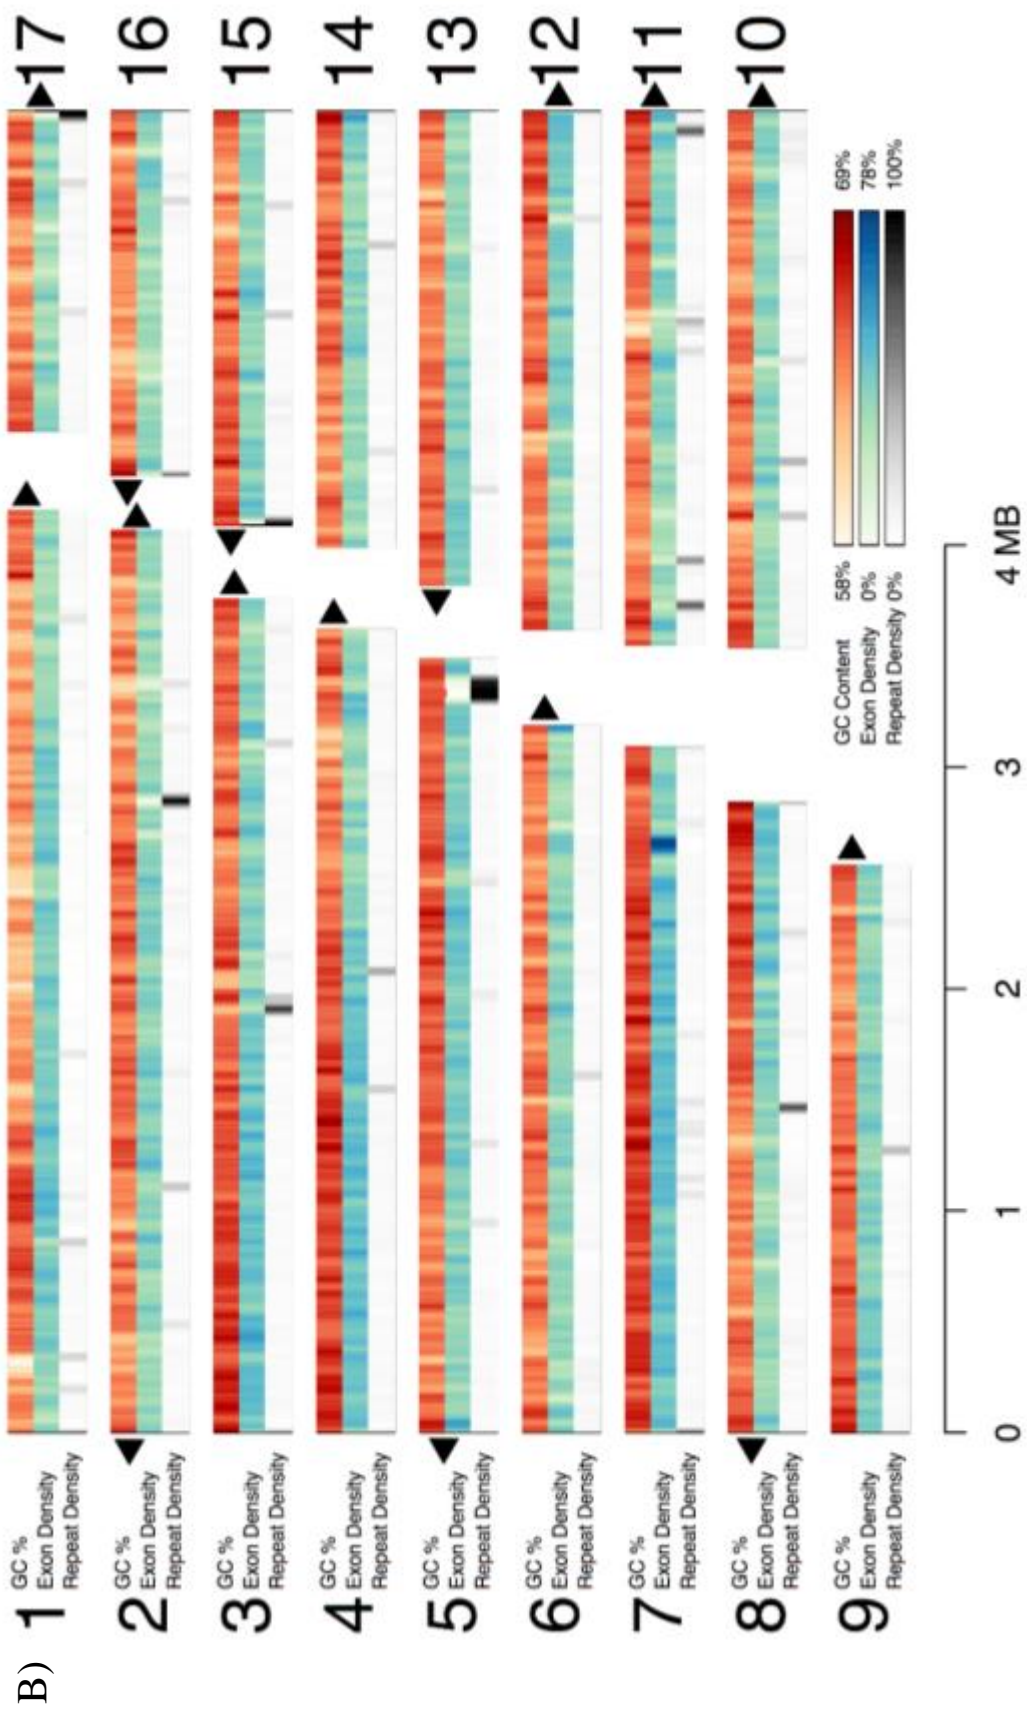 B)
1
GC %
Exon Density
Repeat Density
17
2
GC %
Exon Density
Repeat Density
16
3
GC %
Exon Density
Repeat Density
15
4
GC %
Exon Density
Repeat Density
14
5
GC %
Exon Density
Repeat Density
13
6
GC %
Exon Density
Repeat Density
12
7
GC %
Exon Density
Repeat Density
11
8
GC %
Exon Density
Repeat Density
10
9
GC %
Exon Density
Repeat Density
GC Content 58% 69%
Exon Density 0% 78%
Repeat Density 0% 100%
0 1 2 3 4 MB